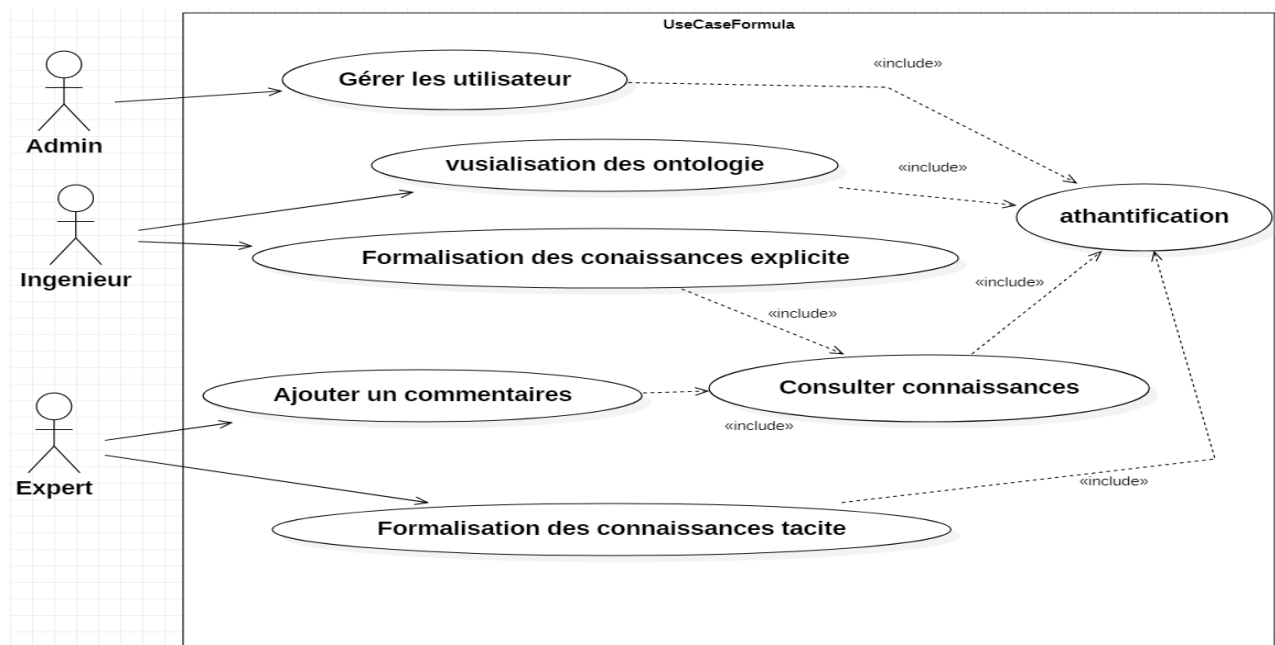 UseCaseFormula
Gérer les utilisateur
«include»
Admin
vusialisation des ontologie
«include»
athantification
Ingenieur
Formalisation des conaissances explicite
«include»
«include»
Ajouter un commentaires
Consulter connaissances
«include»
Expert
«include»
Formalisation des connaissances tacite